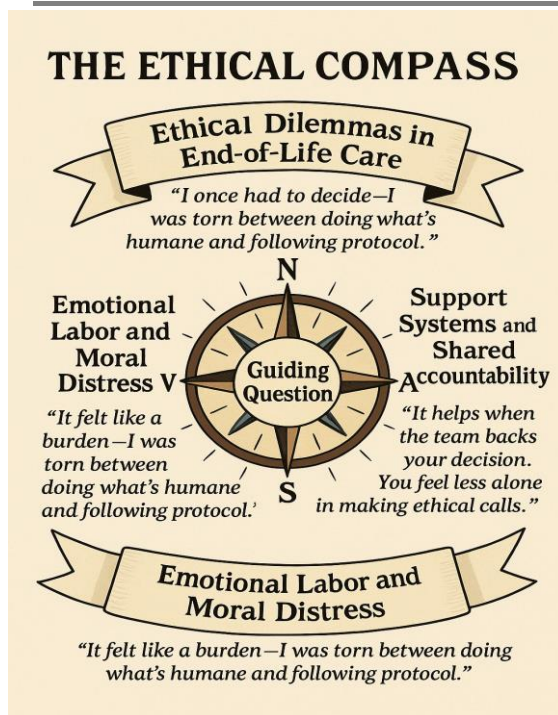 THE ETHICAL COMPASS
Ethical Dilemmas in
End-of-Life Care
“I once had to decide—I
was torn between doing what’s
humane and following protocol.”
N
Emotional
Labor and
Moral
Distress V
“It felt like a
burden—I was
torn between
doing what’s humane
and following protocol.’
Guiding
Question
Support
Systems and
Shared
Accountability
“It helps when
the team backs
your decision.
You feel less alone
in making ethical calls.”
S
Emotional Labor and
Moral Distress
“It felt like a burden—I was torn between doing
what’s humane and following protocol.”